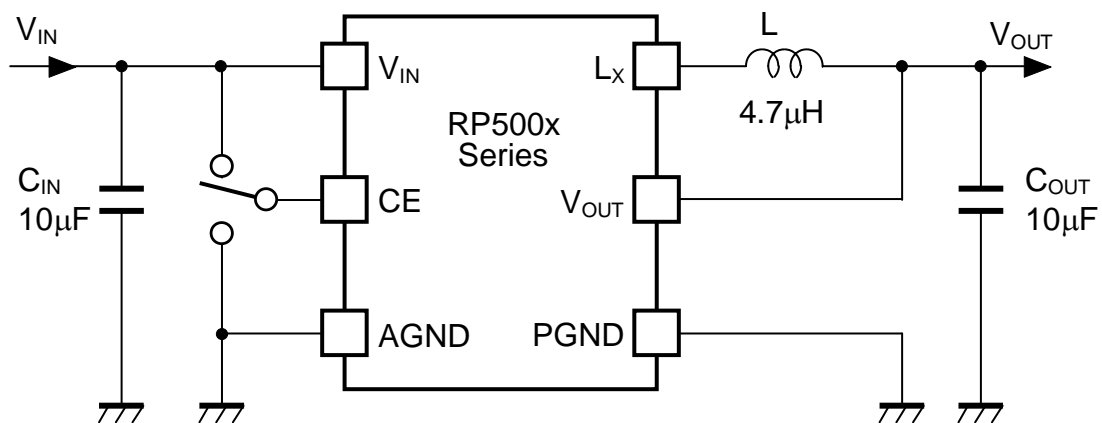 VIN
VIN
LX
L
VOUT
4.7μH
RP500x
Series
CIN
10μF
CE
VOUT
COUT
10μF
AGND
PGND